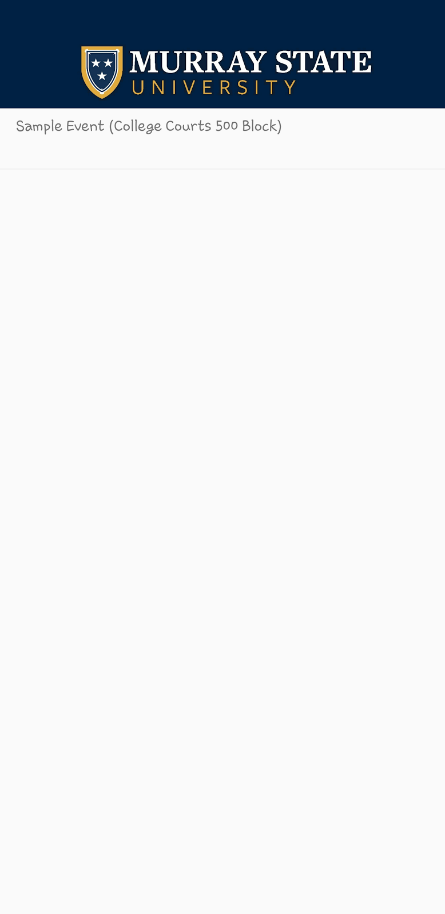 MURRAY STATE
UNIVERSITY
Sample Event (College Courts 500 Block)